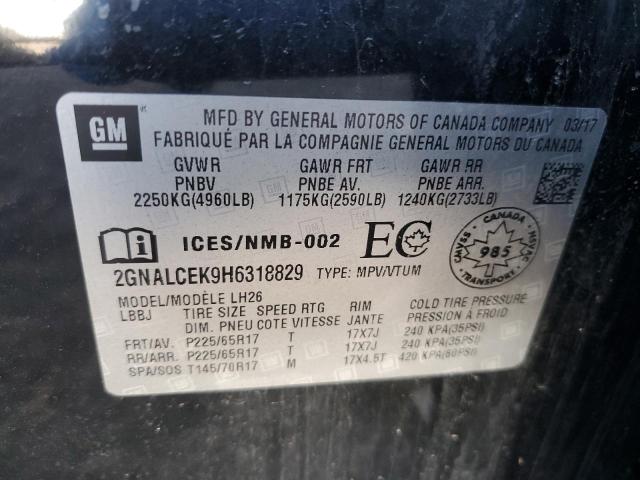 GM
MFD BY GENERAL MOTORS OF CANADA COMPANY 03/17
FABRIQUÉ PAR LA COMPAGNIE GENERAL MOTORS DU CANADA
GVWR GAWR FRT GAWR RR
PNBV PNBE AV. PNBE ARR.
2250KG(4960LB) 1175KG(2590LB) 1240KG(2733LB)
ICES/NMB-002 EC
CANADA
CMVSS NSVAC
985
TRANSPORT
2GNALCEK9H6318829 TYPE: MPV/VTUM
MODEL/MODÈLE LH26
LBBJ TIRE SIZE SPEED RTG RIM COLD TIRE PRESSURE
DIM. PNEU COTE VITESSE JANTE PRESSION À FROID
FRT/AV. P225/65R17 T 17X7J 240 KPA(35PSI)
RR/ARR. P225/65R17 T 17X7J 240 KPA(35PSI)
SPA/SOS T145/70R17 M 17X4.5T 420 KPA(60PSI)